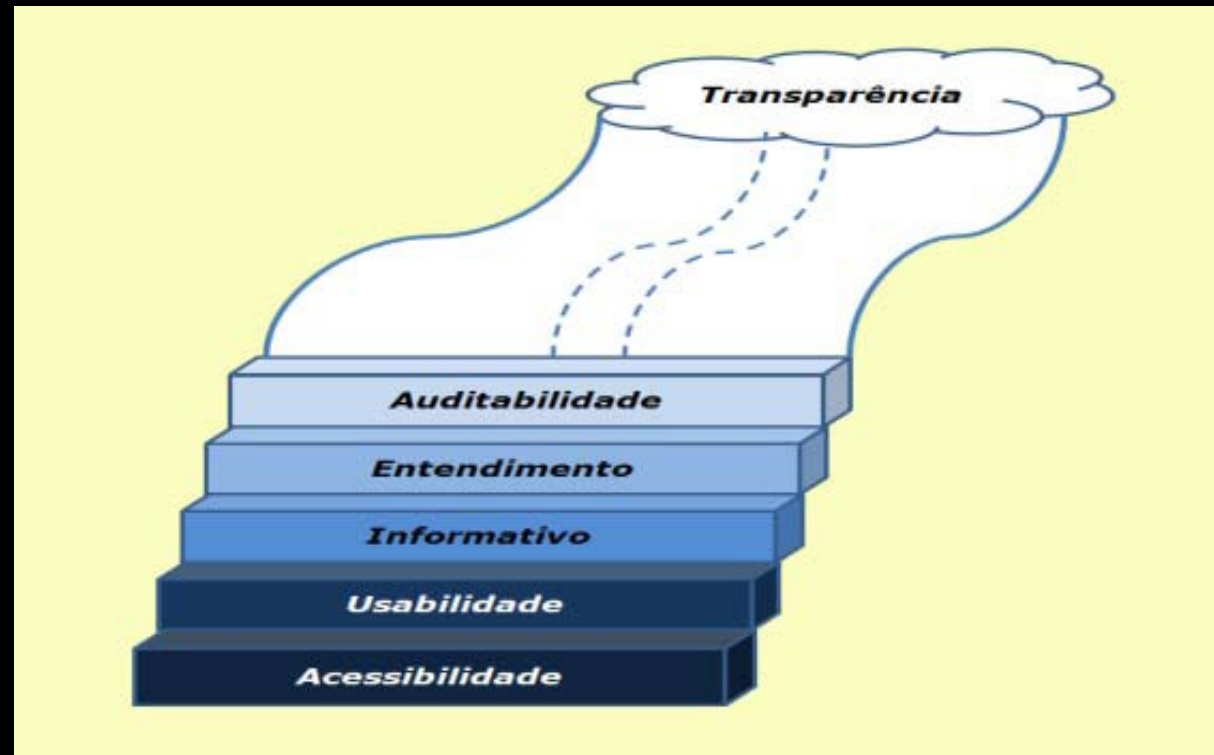 Transparência
Auditabilidade
Entendimento
Informativo
Usabilidade
Acessibilidade